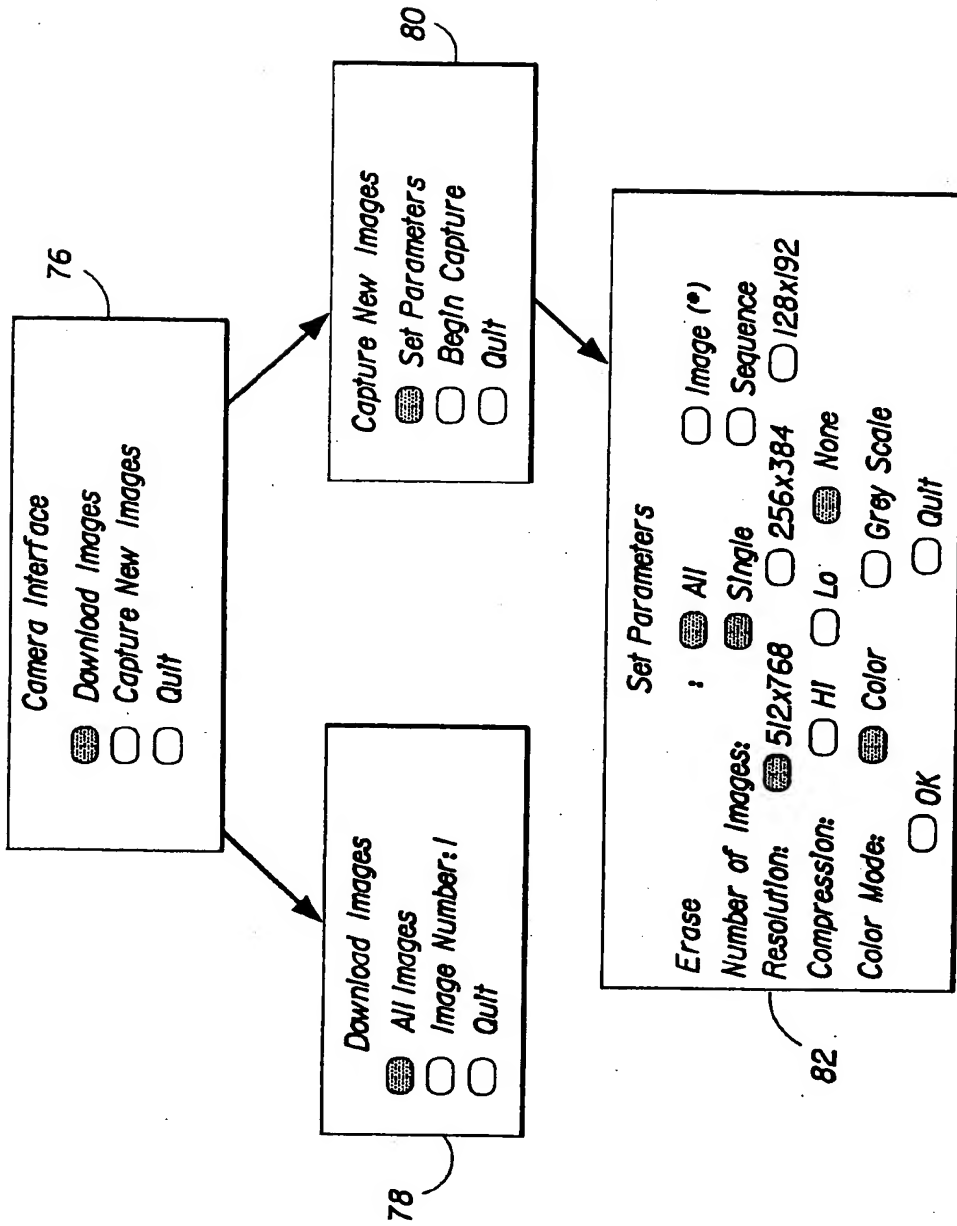 76
Camera Interface
Download Images
Capture New Images
Quit
78
Download Images
All Images
Image Number: 1
Quit
80
Capture New Images
Set Parameters
Begin Capture
Quit
82
Set Parameters
Erase : All Image (*)
Number of Images: Single Sequence
Resolution: 512x768 256x384 128x192
Compression: Hi Lo None
Color Mode: Color Grey Scale
OK Quit